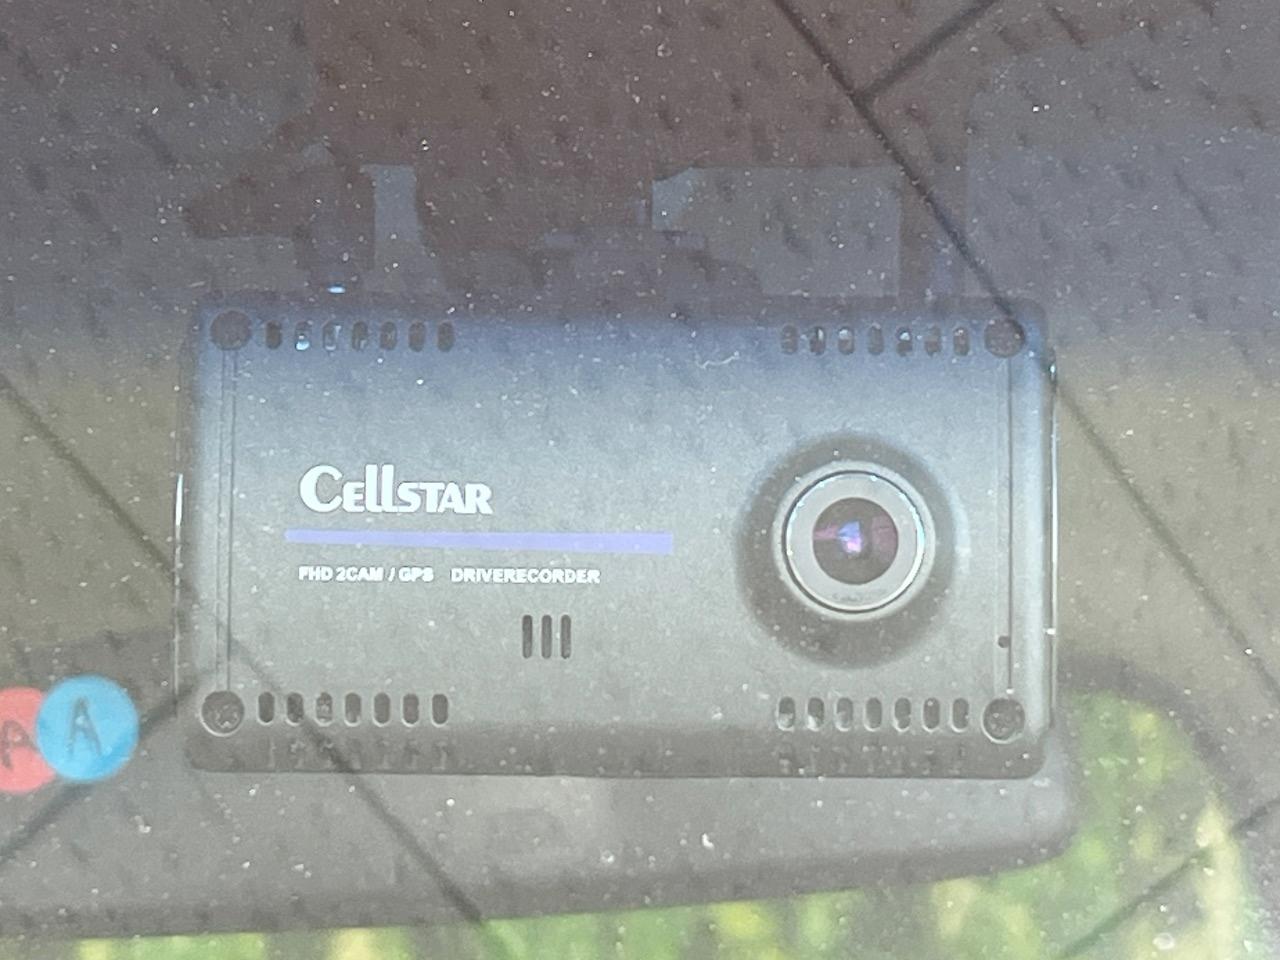 CELLSTAR
FHD 2CAM / GPS DRIVERECORDER
A A